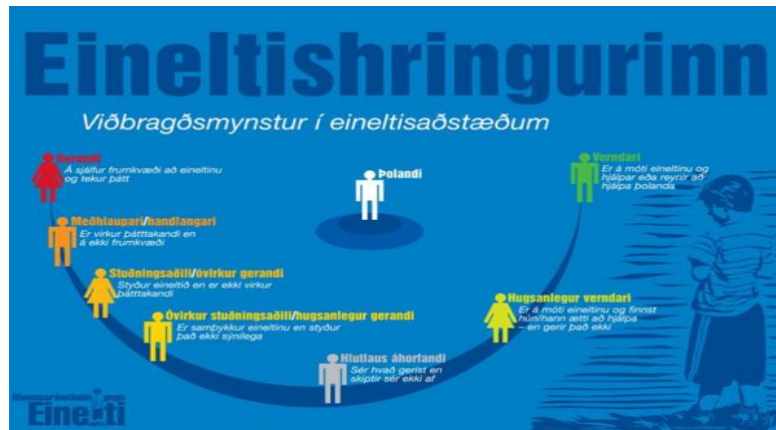 Eineltishringurinn
Viðbragðsmynstur í eineltisaðstæðum
Gerandi
Á sjálfur frumkvæði að eineltinu
og tekur þátt
Meðhlaupari/handlangari
Er virkur þátttakandi en
á ekki frumkvæði
Stuðningsaðili/óvirkur gerandi
Styður eineltið en er ekki virkur
þátttakandi
Óvirkur stuðningsaðili/hugsanlegur gerandi
Er samþykkur eineltinu en styður
það ekki sýnilega
Hlutlaus áhorfandi
Sér hvað gerist en
skiptir sér ekki af
Hugsanlegur verndari
Er á móti eineltinu og finnst
hún/hann ætti að hjálpa
– en gerir það ekki
Verndari
Er á móti eineltinu og
hjálpar eða reynir að
hjálpa þolanda
Þolandi
Einelti